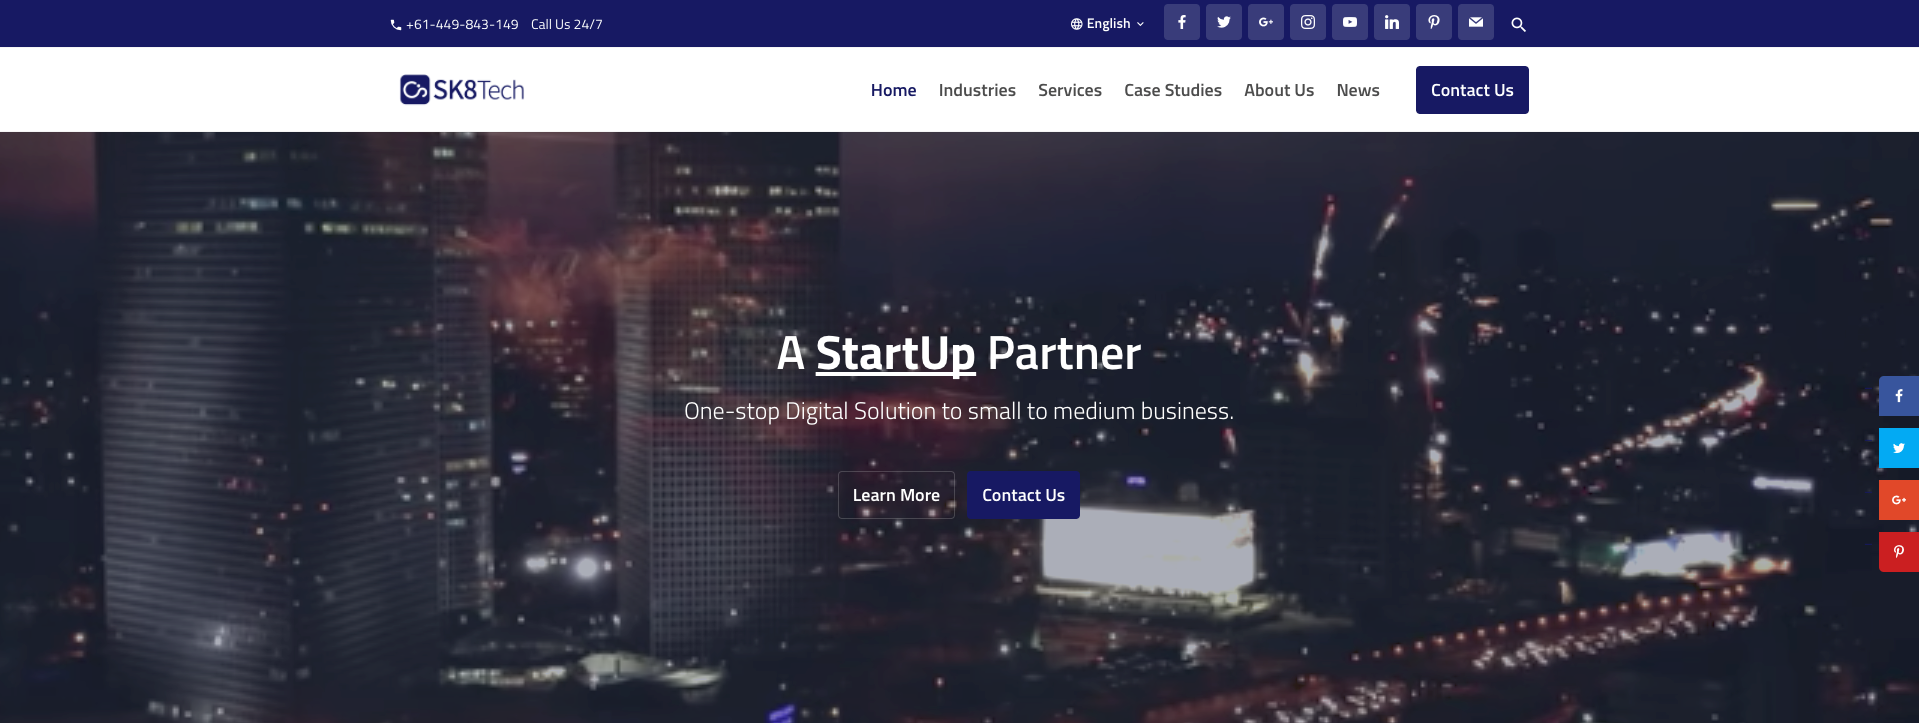 +61-449-843-149 Call Us 24/7
English
SK8Tech
Home Industries Services Case Studies About Us News Contact Us
A StartUp Partner
One-stop Digital Solution to small to medium business.
Learn More Contact Us